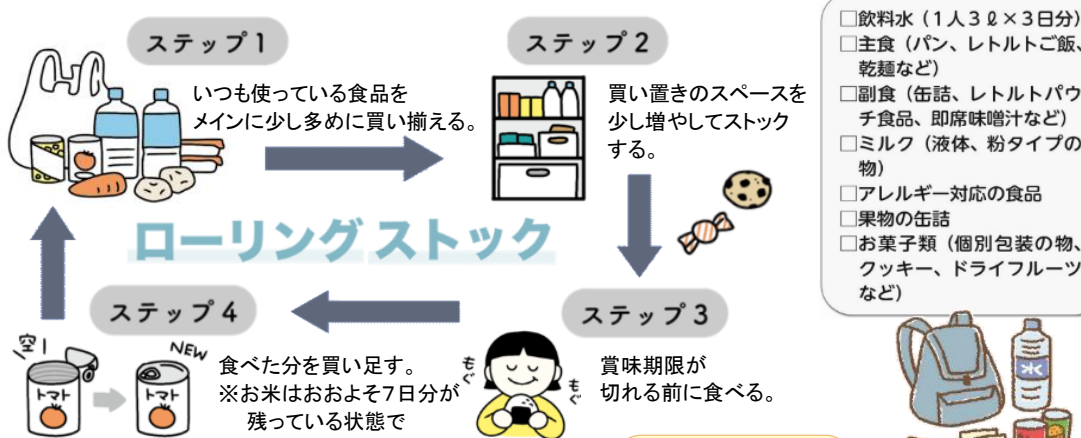 ステップ1
いつも使っている食品を
メインに少し多めに買い揃える。
ステップ2
買い置きのスペースを
少し増やしてストック
する。
ローリングストック
ステップ3
賞味期限が
切れる前に食べる。
もぐ
もぐ
ステップ4
食べた分を買い足す。
※お米はおおよそ7日分が
残っている状態で
空!
NEW
トマト
トマト
□飲料水（1人3ℓ×3日分）
□主食（パン、レトルトご飯、
乾麺など）
□副食（缶詰、レトルトパウ
チ食品、即席味噌汁など）
□ミルク（液体、粉タイプの
物）
□アレルギー対応の食品
□果物の缶詰
□お菓子類（個別包装の物、
クッキー、ドライフルーツ
など）
水